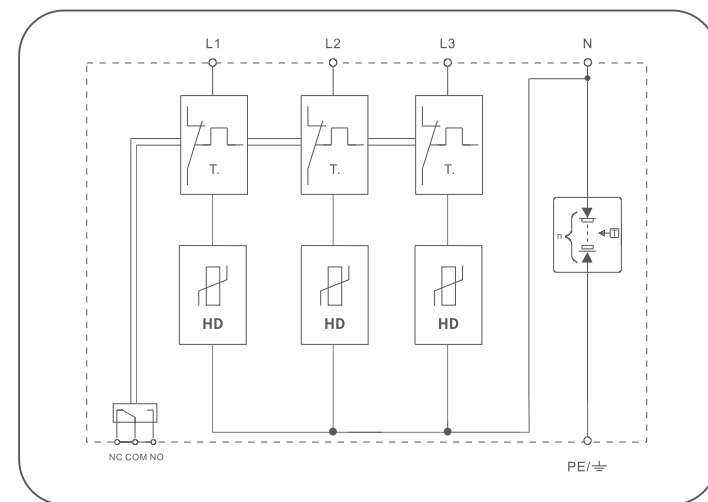 L1 L2 L3 N
T. T. T.
n T
HD HD HD
NC COM NO
PE/